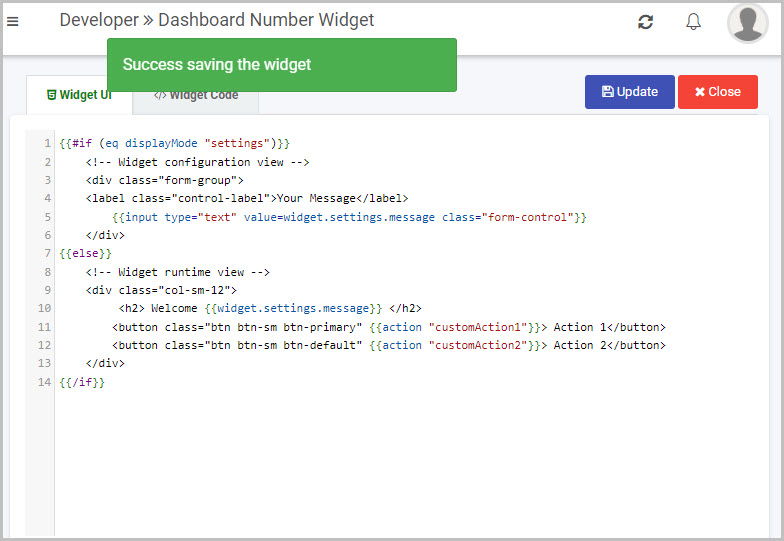 Developer » Dashboard Number Widget
Success saving the widget
Widget UI
</> Widget Code
Update
Close
1 {{#if (eq displayMode "settings")}}
2     <!-- Widget configuration view -->
3     <div class="form-group">
4     <label class="control-label">Your Message</label>
5         {{input type="text" value=widget.settings.message class="form-control"}}
6     </div>
7 {{else}}
8     <!-- Widget runtime view -->
9     <div class="col-sm-12">
10          <h2> Welcome {{widget.settings.message}} </h2>
11         <button class="btn btn-sm btn-primary" {{action "customAction1"}}> Action 1</button>
12         <button class="btn btn-sm btn-default" {{action "customAction2"}}> Action 2</button>
13     </div>
14 {{/if}}